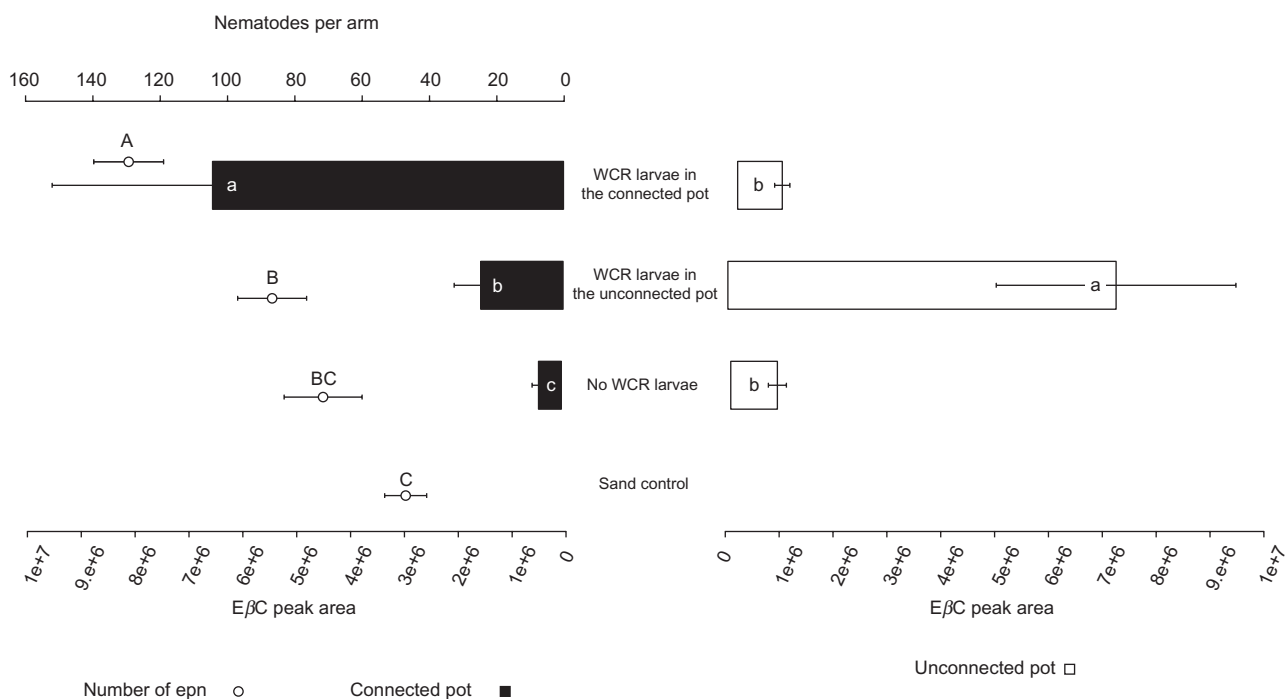 Nematodes per arm
160 140 120 100 80 60 40 20 0
A
a
WCR larvae in
the connected pot
b
B
b
WCR larvae in
the unconnected pot
a
BC
c
No WCR larvae
b
C
Sand control
1e+7 9.e+6 8e+6 7e+6 6e+6 5e+6 4e+6 3e+6 2e+6 1e+6 0
0 1e+6 2e+6 3e+6 4e+6 5e+6 6e+6 7e+6 8e+6 9.e+6 1e+7
EβC peak area
EβC peak area
Number of epn
Connected pot
Unconnected pot